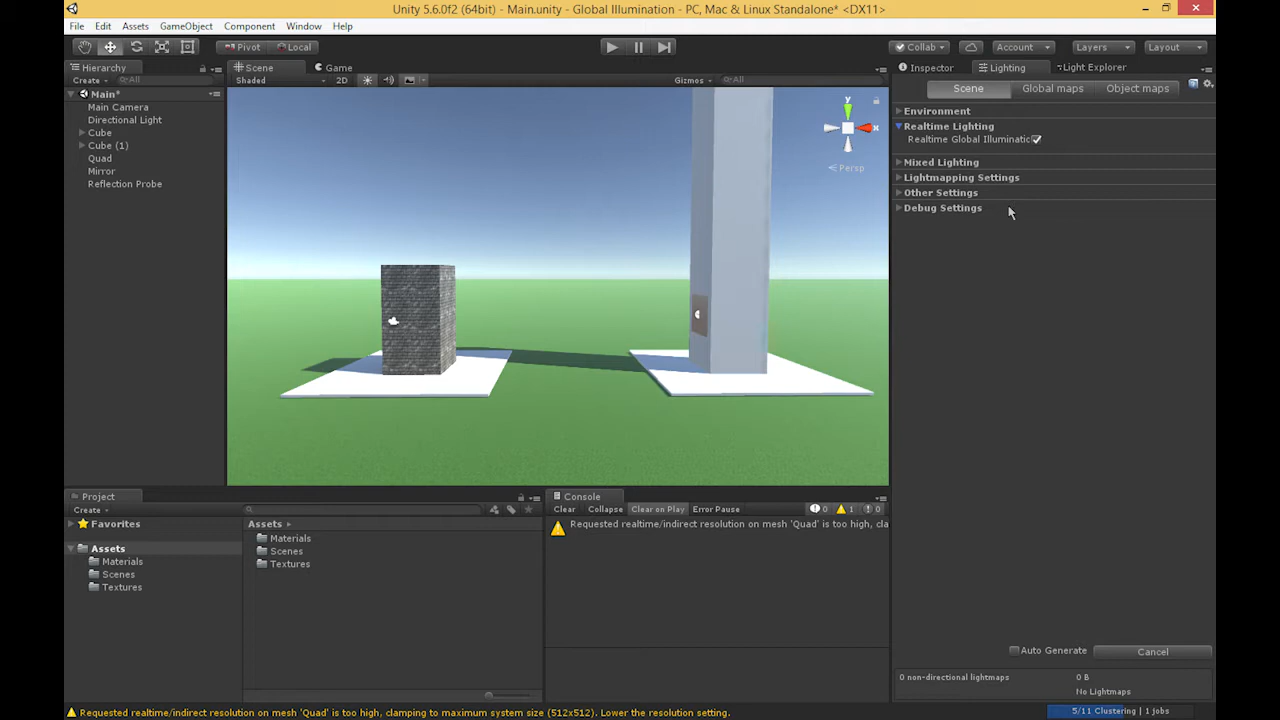 Unity 5.6.0f2 (64bit) - Main.unity - Global Illumination - PC, Mac & Linux Standalone* <DX11>
File Edit Assets GameObject Component Window Help
Pivot Local Collab Account Layers Layout
Hierarchy Scene Game Inspector Lighting Light Explorer
Create All Shaded 2D Gizmos All
Scene Global maps Object maps
Main*
Main Camera
Directional Light
Cube
Cube (1)
Quad
Mirror
Reflection Probe
y
x
Persp
Environment
Realtime Lighting
Realtime Global Illuminatic
Mixed Lighting
Lightmapping Settings
Other Settings
Debug Settings
Auto Generate Cancel
0 non-directional lightmaps 0 B
No Lightmaps
Project
Create
Favorites
Assets
Materials
Scenes
Textures
Assets
Materials
Scenes
Textures
Console
Clear Collapse Clear on Play Error Pause 0 1 0
Requested realtime/indirect resolution on mesh 'Quad' is too high, cla
Requested realtime/indirect resolution on mesh 'Quad' is too high, clamping to maximum system size (512x512). Lower the resolution setting.
5/11 Clustering | 1 jobs